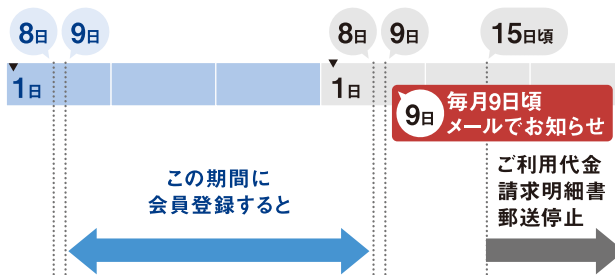 8日
9日
8日
9日
15日頃
1日
1日
9日
毎月9日頃
メールでお知らせ
この期間に
会員登録すると
ご利用代金
請求明細書
郵送停止